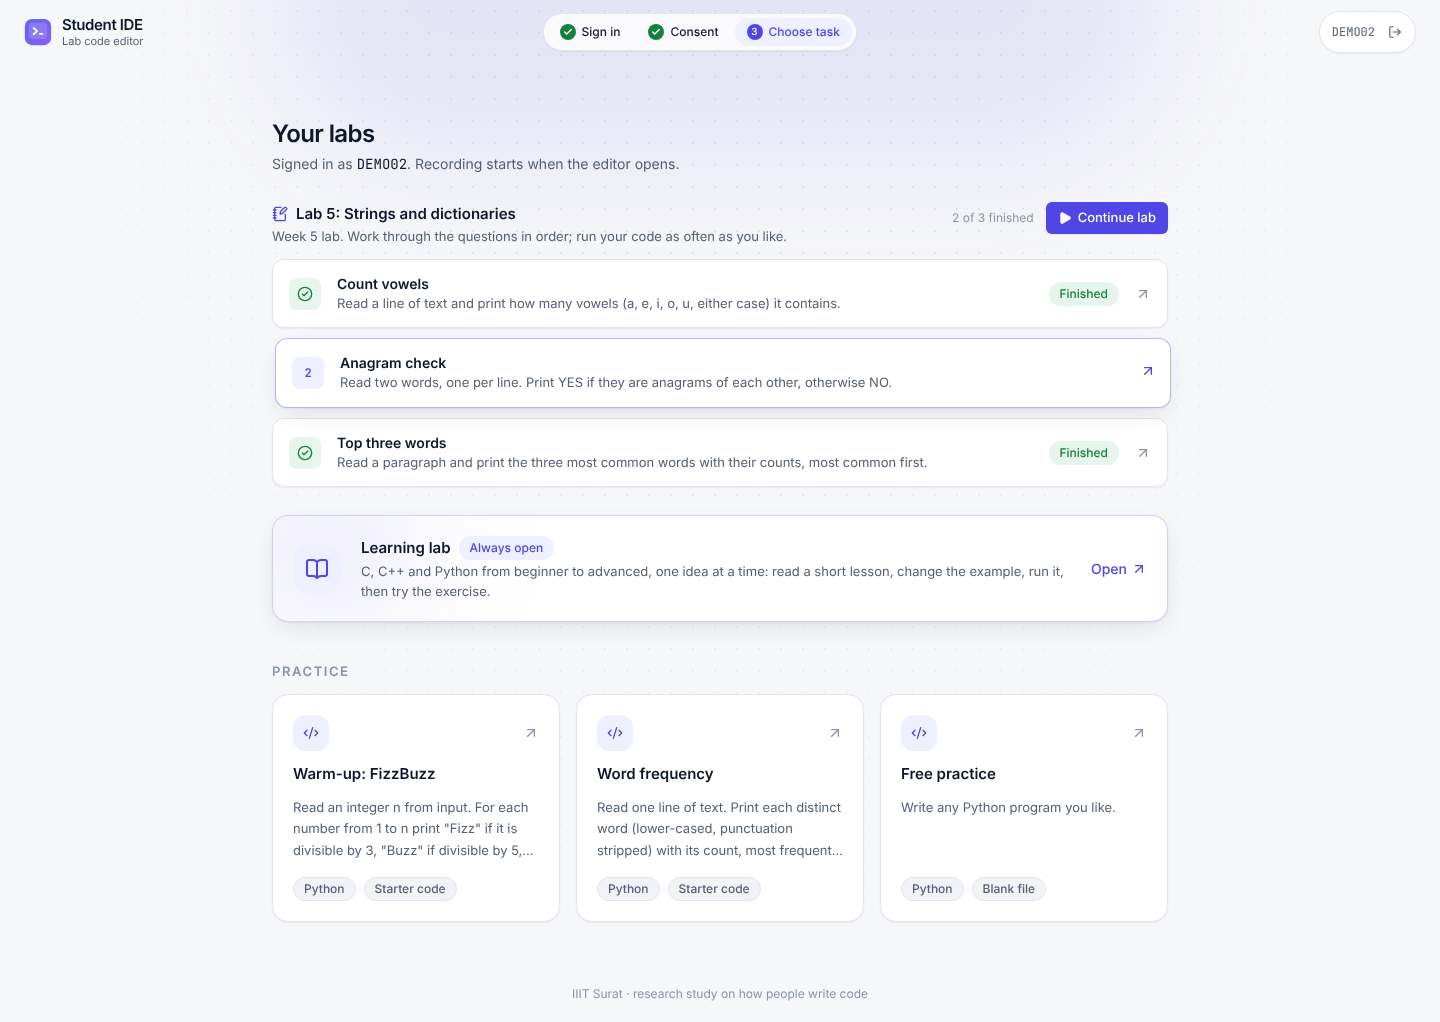 Student IDE
Lab code editor
Sign in
Consent
3 Choose task
DEMO02
Your labs
Signed in as DEMO02. Recording starts when the editor opens.
Lab 5: Strings and dictionaries
2 of 3 finished
Continue lab
Week 5 lab. Work through the questions in order; run your code as often as you like.
Count vowels
Read a line of text and print how many vowels (a, e, i, o, u, either case) it contains.
Finished
2
Anagram check
Read two words, one per line. Print YES if they are anagrams of each other, otherwise NO.
Top three words
Read a paragraph and print the three most common words with their counts, most common first.
Finished
Learning lab
Always open
C, C++ and Python from beginner to advanced, one idea at a time: read a short lesson, change the example, run it,
then try the exercise.
Open
PRACTICE
Warm-up: FizzBuzz
Read an integer n from input. For each
number from 1 to n print "Fizz" if it is
divisible by 3, "Buzz" if divisible by 5,...
Python
Starter code
Word frequency
Read one line of text. Print each distinct
word (lower-cased, punctuation
stripped) with its count, most frequent...
Python
Starter code
Free practice
Write any Python program you like.
Python
Blank file
IIIT Surat · research study on how people write code